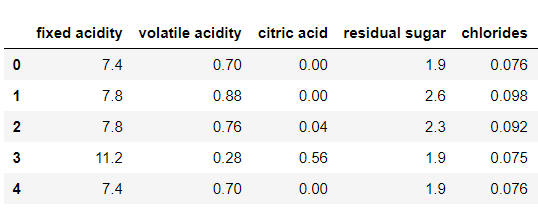 fixed acidity volatile acidity citric acid residual sugar chlorides
0 7.4 0.70 0.00 1.9 0.076
1 7.8 0.88 0.00 2.6 0.098
2 7.8 0.76 0.04 2.3 0.092
3 11.2 0.28 0.56 1.9 0.075
4 7.4 0.70 0.00 1.9 0.076